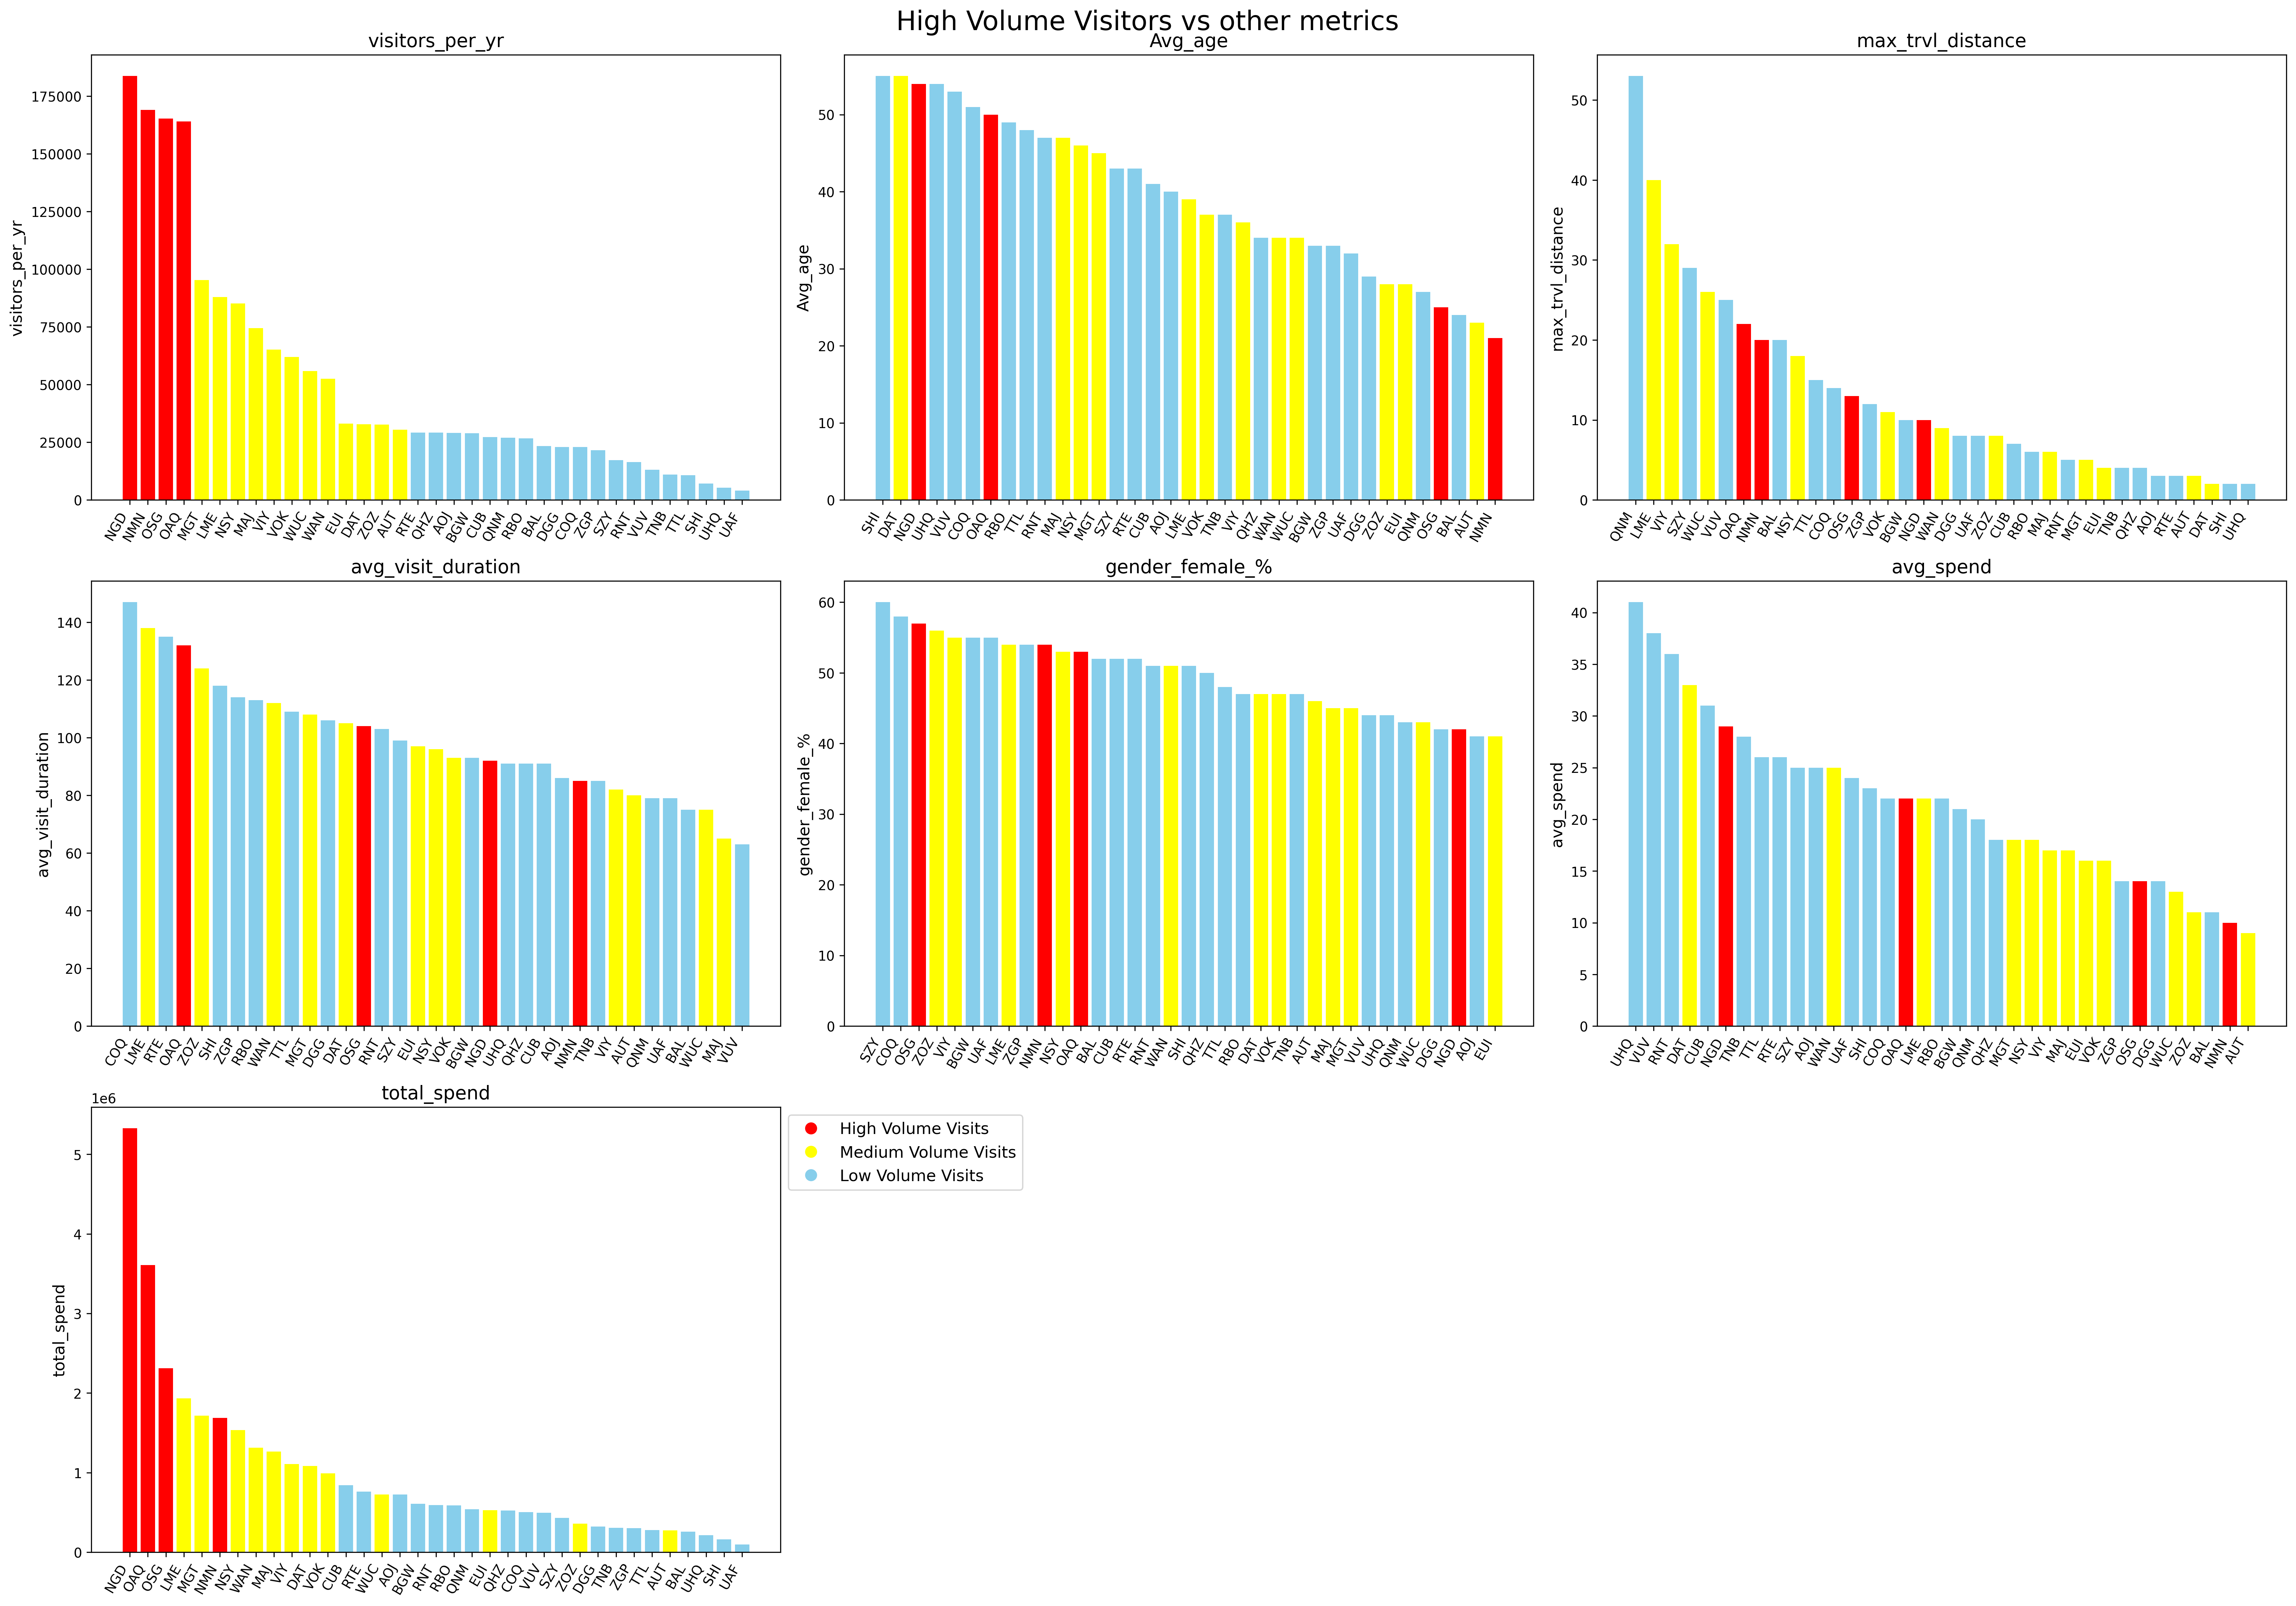 High Volume Visitors vs other metrics
visitors_per_yr
visitors_per_yr
175000
150000
125000
100000
75000
50000
25000
0
NGD NMN OSG OAQ MGT LME NSY MAJ VIY VOK WUC WAN EUI DAT ZOZ AUT RTE QHZ AOJ BGW CUB QNM RBO BAL DGG COQ ZGP SZY RNT VUV TNB TTL SHI UHQ UAF
Avg_age
Avg_age
50
40
30
20
10
0
SHI DAT NGD UHQ VUV COQ OAQ RBO TTL RNT MAJ NSY MGT SZY RTE CUB AOJ LME VOK TNB VIY QHZ WAN WUC BGW ZGP UAF DGG ZOZ EUI QNM OSG BAL AUT NMN
max_trvl_distance
max_trvl_distance
50
40
30
20
10
0
QNM LME VIY SZY WUC VUV OAQ NMN BAL NSY TTL COQ OSG ZGP VOK BGW NGD WAN DGG UAF ZOZ CUB RBO MAJ RNT MGT EUI TNB QHZ AOJ RTE AUT DAT SHI UHQ
avg_visit_duration
avg_visit_duration
140
120
100
80
60
40
20
0
COQ LME RTE OAQ ZOZ SHI ZGP RBO WAN TTL MGT DGG DAT OSG RNT SZY EUI NSY VOK BGW NGD UHQ QHZ CUB AOJ NMN TNB VIY AUT QNM UAF BAL WUC MAJ VUV
gender_female_%
gender_female_%
60
50
40
30
20
10
0
SZY COQ OSG ZOZ VIY BGW UAF LME ZGP NMN NSY OAQ BAL CUB RTE RNT WAN SHI QHZ TTL RBO DAT VOK TNB AUT MAJ MGT VUV UHQ QNM WUC DGG NGD AOJ EUI
avg_spend
avg_spend
40
35
30
25
20
15
10
5
0
UHQ VUV RNT DAT CUB NGD TNB TTL RTE SZY AOJ WAN UAF SHI COQ OAQ LME RBO BGW QNM QHZ MGT NSY VIY MAJ EUI VOK ZGP OSG DGG WUC ZOZ BAL NMN AUT
total_spend
1e6
total_spend
5
4
3
2
1
0
NGD OAQ OSG LME MGT NMN NSY WAN MAJ VIY DAT VOK CUB RTE WUC AOJ BGW RNT RBO QNM EUI QHZ COQ VUV SZY ZOZ DGG TNB ZGP TTL AUT BAL UHQ SHI UAF
High Volume Visits
Medium Volume Visits
Low Volume Visits